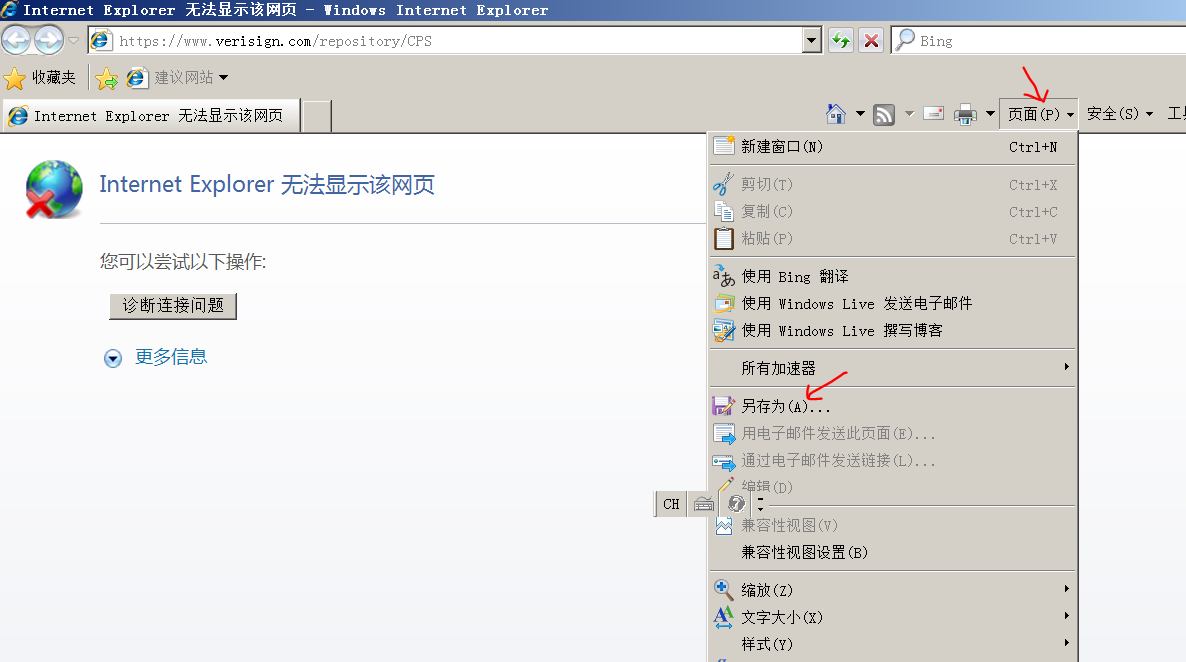 Internet Explorer 无法显示该网页 - Windows Internet Explorer
https://www.verisign.com/repository/CPS
Bing
收藏夹
建议网站
Internet Explorer 无法显示该网页
页面(P)
安全(S)
Internet Explorer 无法显示该网页
您可以尝试以下操作:
诊断连接问题
更多信息
新建窗口(N) Ctrl+N
剪切(T) Ctrl+X
复制(C) Ctrl+C
粘贴(P) Ctrl+V
使用 Bing 翻译
使用 Windows Live 发送电子邮件
使用 Windows Live 撰写博客
所有加速器
另存为(A)...
用电子邮件发送此页面(E)...
通过电子邮件发送链接(L)...
编辑(D)
CH
兼容性视图(V)
兼容性视图设置(B)
缩放(Z)
文字大小(X)
样式(Y)